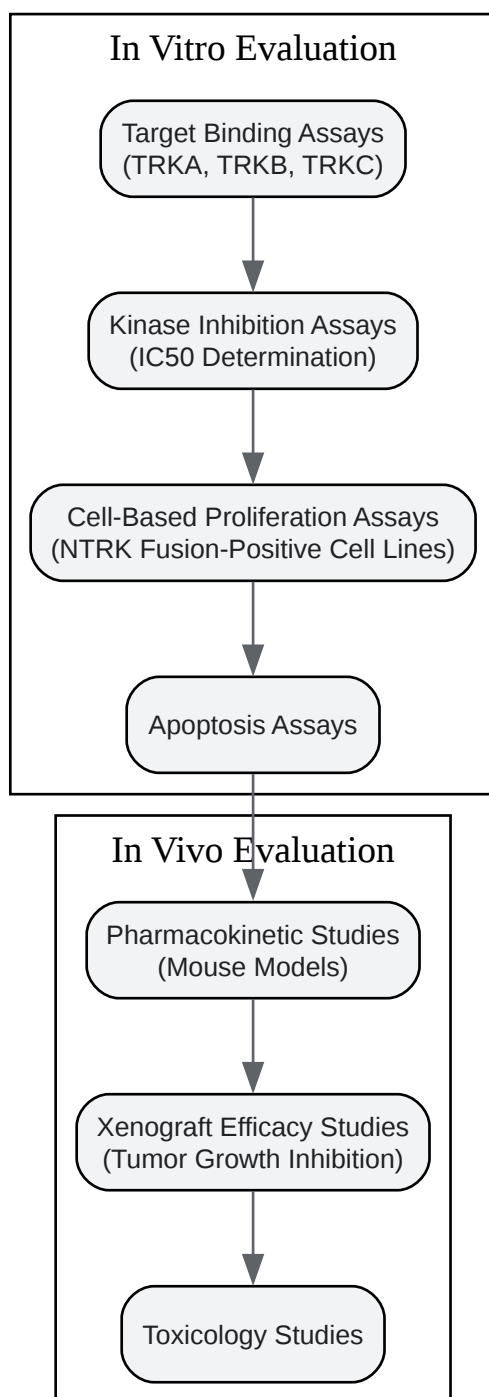 In Vitro Evaluation
Target Binding Assays
(TRKA, TRKB, TRKC)
Kinase Inhibition Assays
(IC50 Determination)
Cell-Based Proliferation Assays
(NTRK Fusion-Positive Cell Lines)
Apoptosis Assays
In Vivo Evaluation
Pharmacokinetic Studies
(Mouse Models)
Xenograft Efficacy Studies
(Tumor Growth Inhibition)
Toxicology Studies